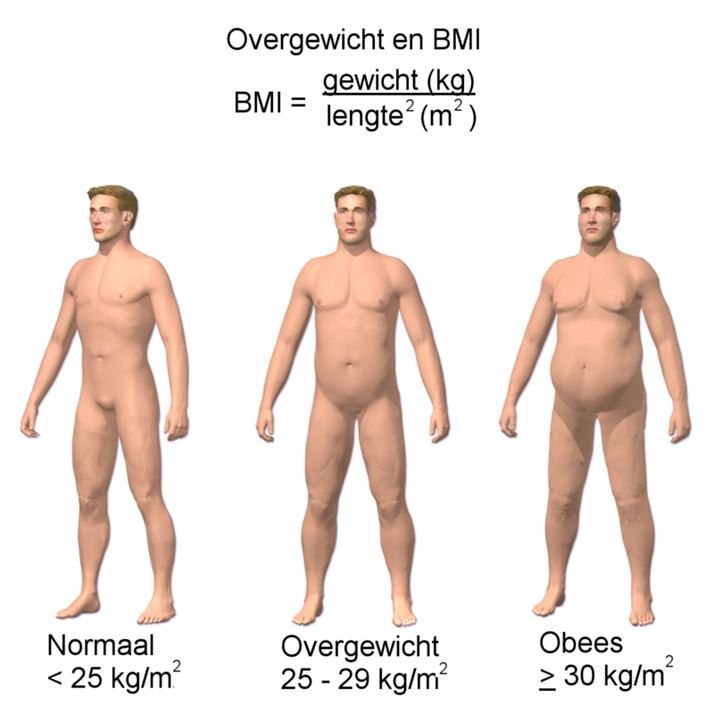 Overgewicht en BMI
BMI = gewicht (kg)
lengte² (m²)
Normaal
< 25 kg/m²
Overgewicht
25 - 29 kg/m²
Obees
≥ 30 kg/m²